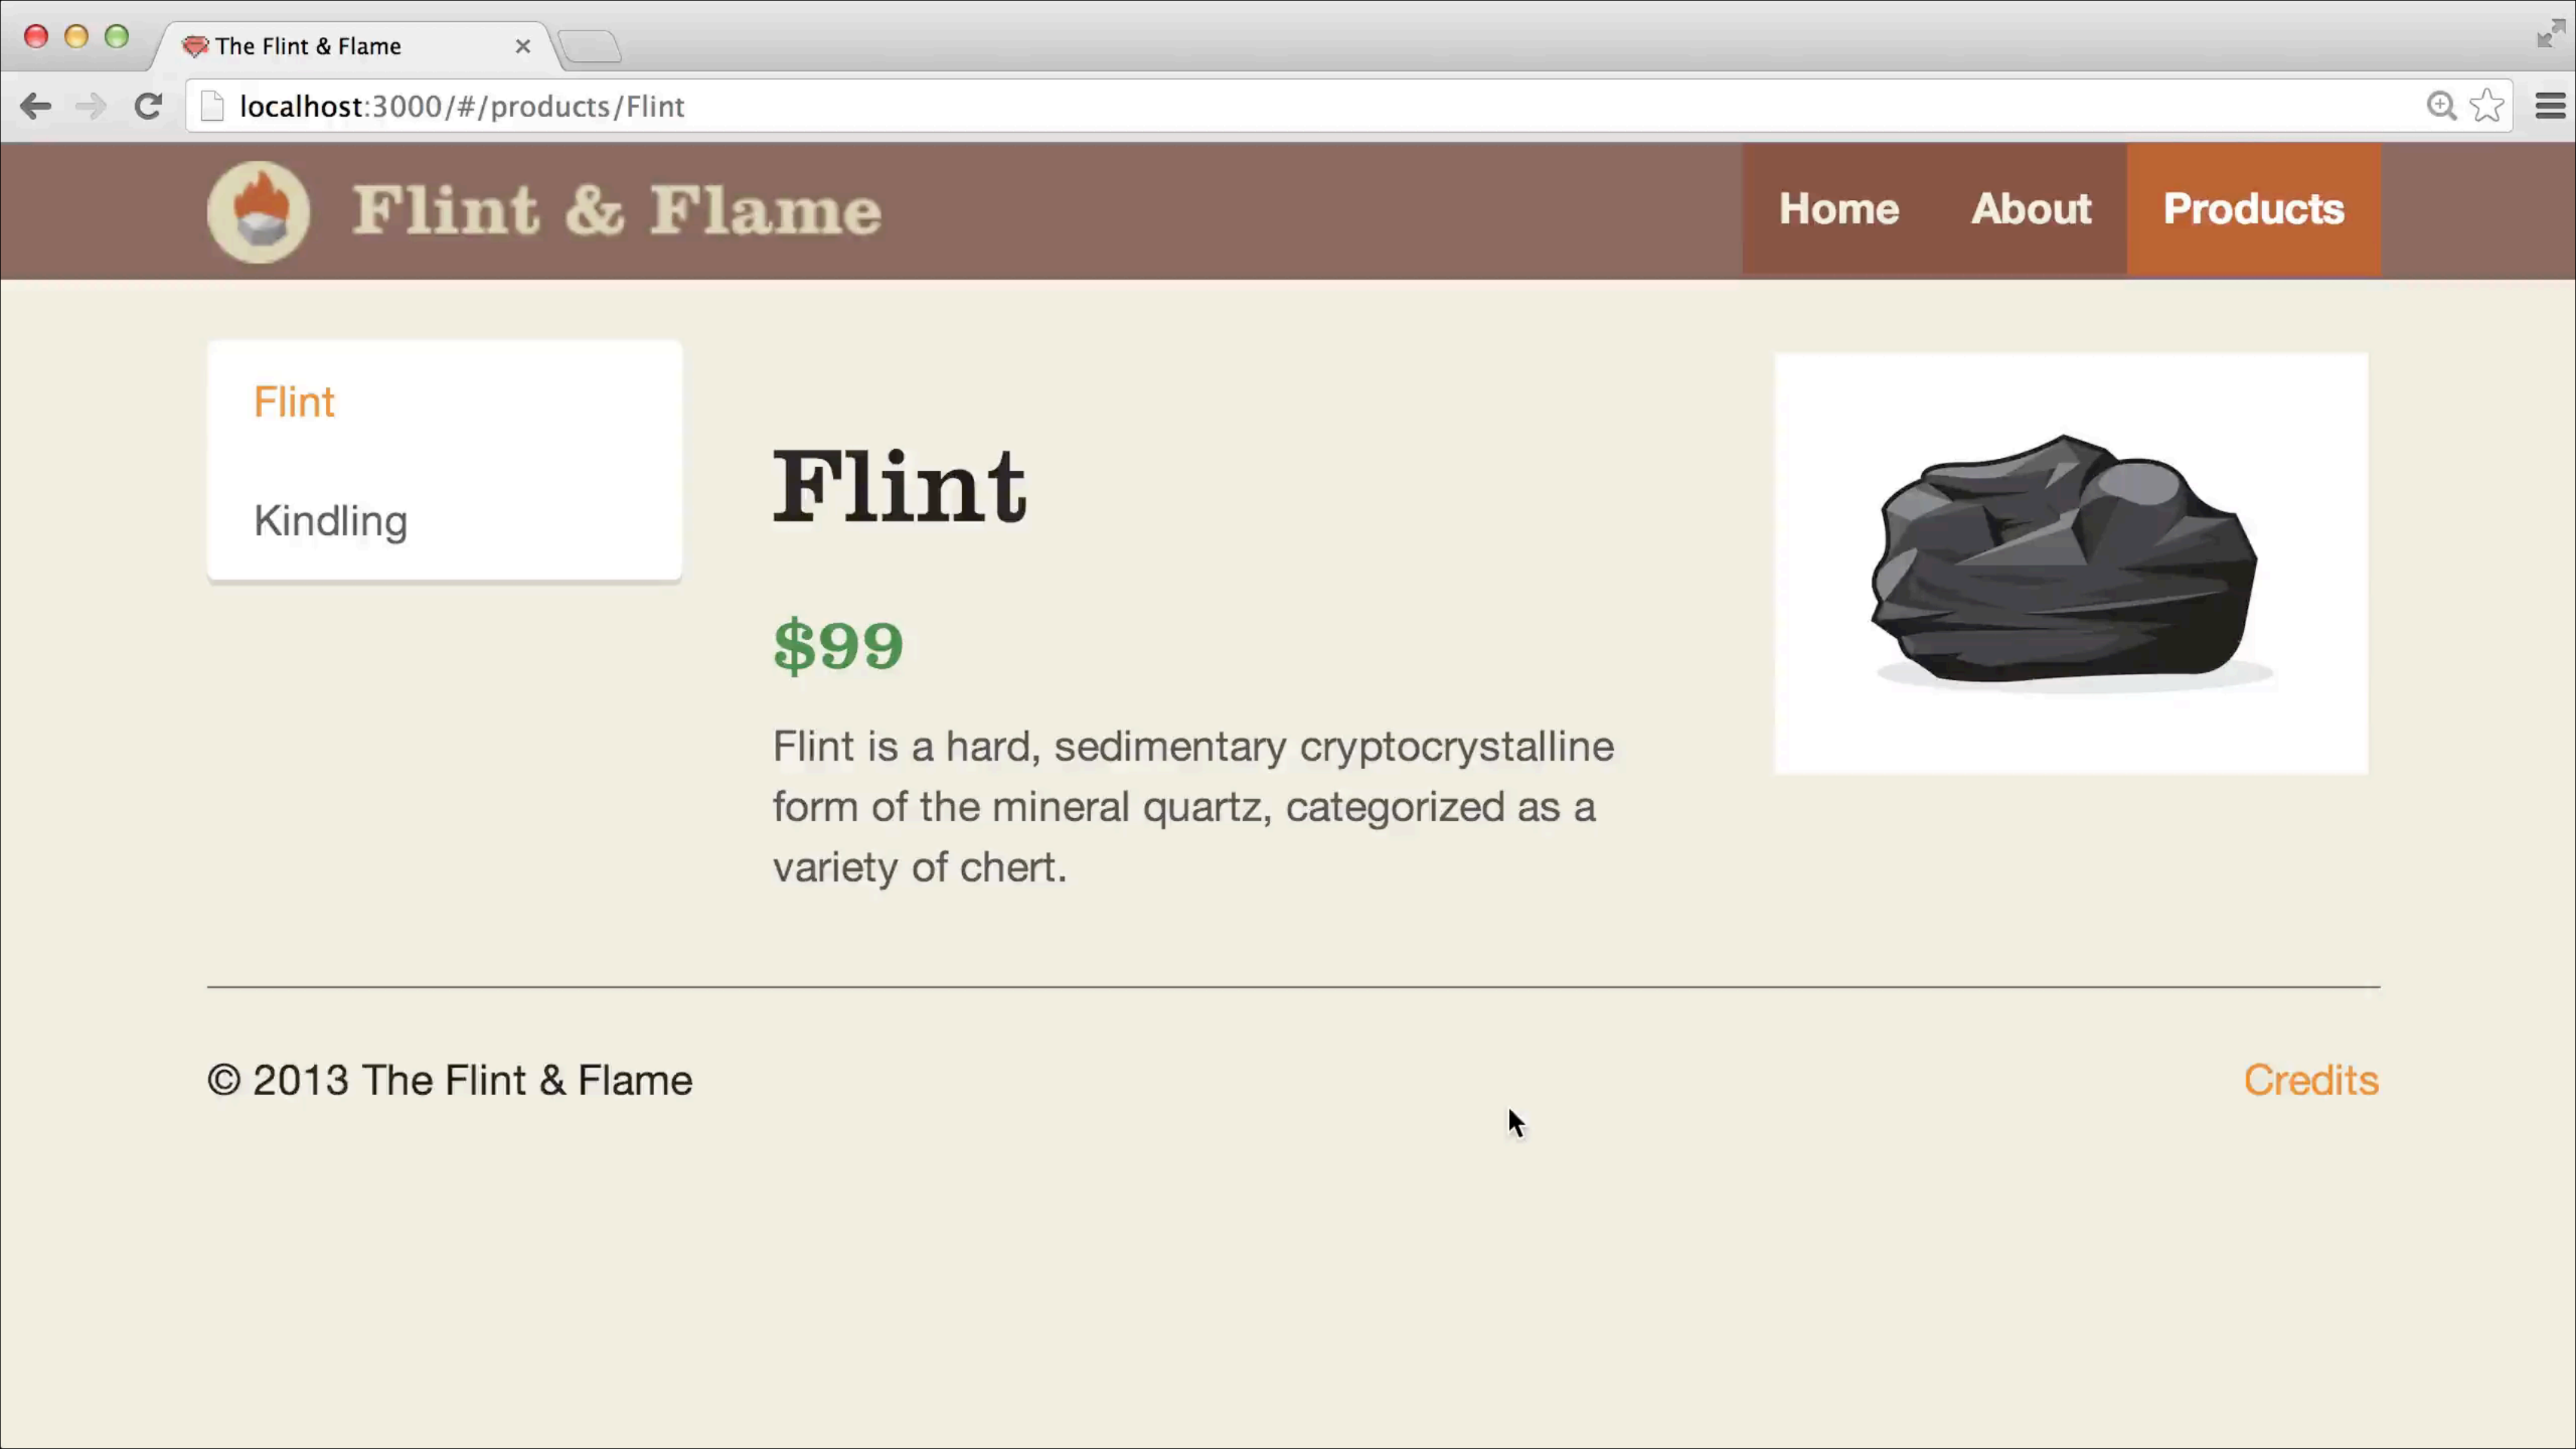 The Flint & Flame
localhost:3000/#/products/Flint
Flint & Flame
Home About Products
Flint
Kindling
Flint
$99
Flint is a hard, sedimentary cryptocrystalline
form of the mineral quartz, categorized as a
variety of chert.
© 2013 The Flint & Flame
Credits